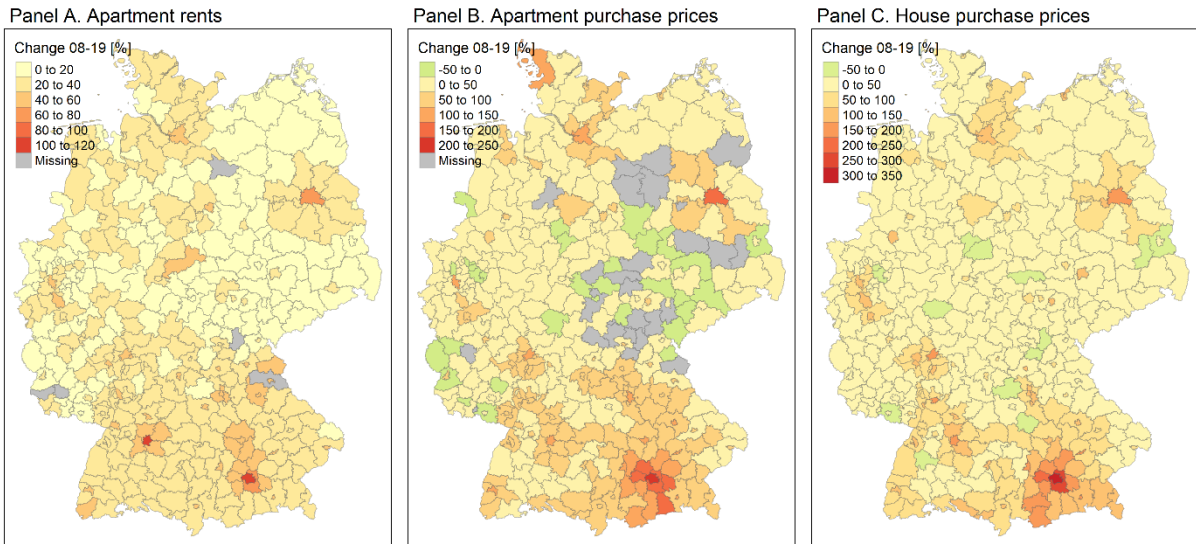 Panel A. Apartment rents
Change 08-19 [%]
0 to 20
20 to 40
40 to 60
60 to 80
80 to 100
100 to 120
Missing
Panel B. Apartment purchase prices
Change 08-19 [%]
-50 to 0
0 to 50
50 to 100
100 to 150
150 to 200
200 to 250
Missing
Panel C. House purchase prices
Change 08-19 [%]
-50 to 0
0 to 50
50 to 100
100 to 150
150 to 200
250 to 300
300 to 350